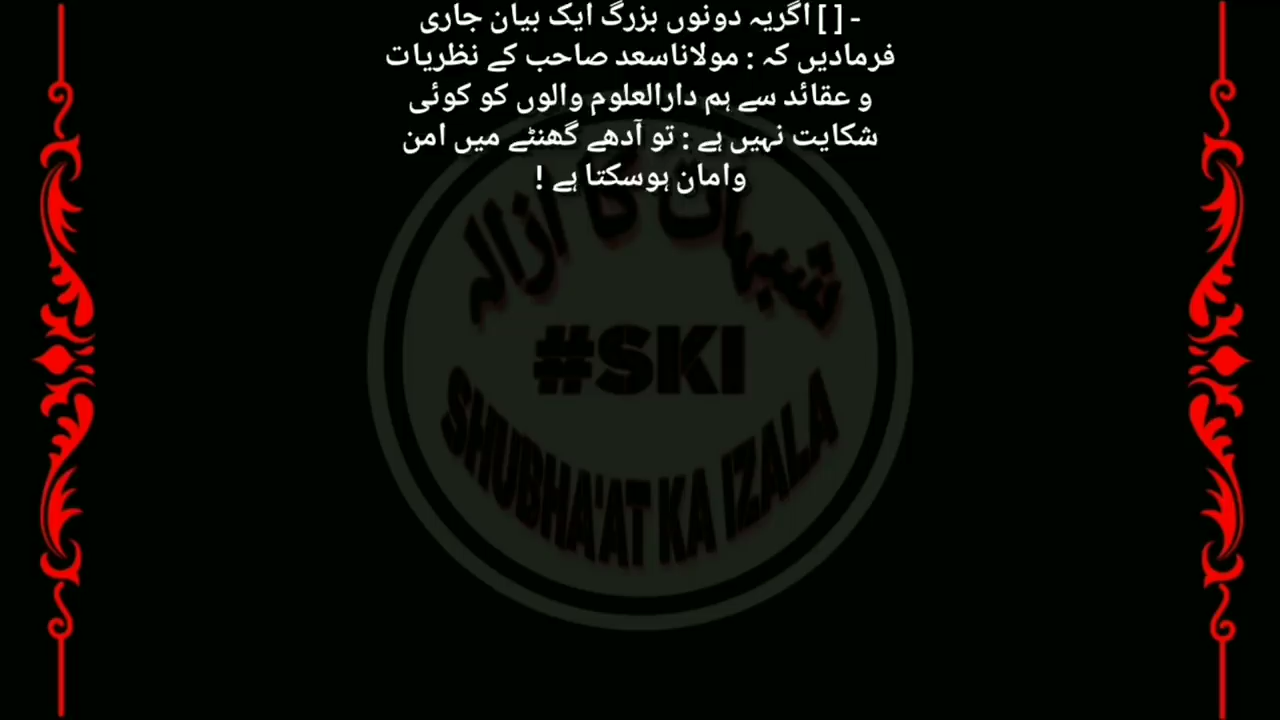 - [ ] اگریہ دونوں بزرگ ایک بیان جاری
فرمادیں کہ : مولاناسعد صاحب کے نظریات
و عقائد سے ہم دارالعلوم والوں کو کوئی
شکایت نہیں ہے : تو آدھے گھنٹے میں امن
وامان ہوسکتا ہے !
شبہات کا ازالہ
#SKI
SHUBHA'AT KA IZALA